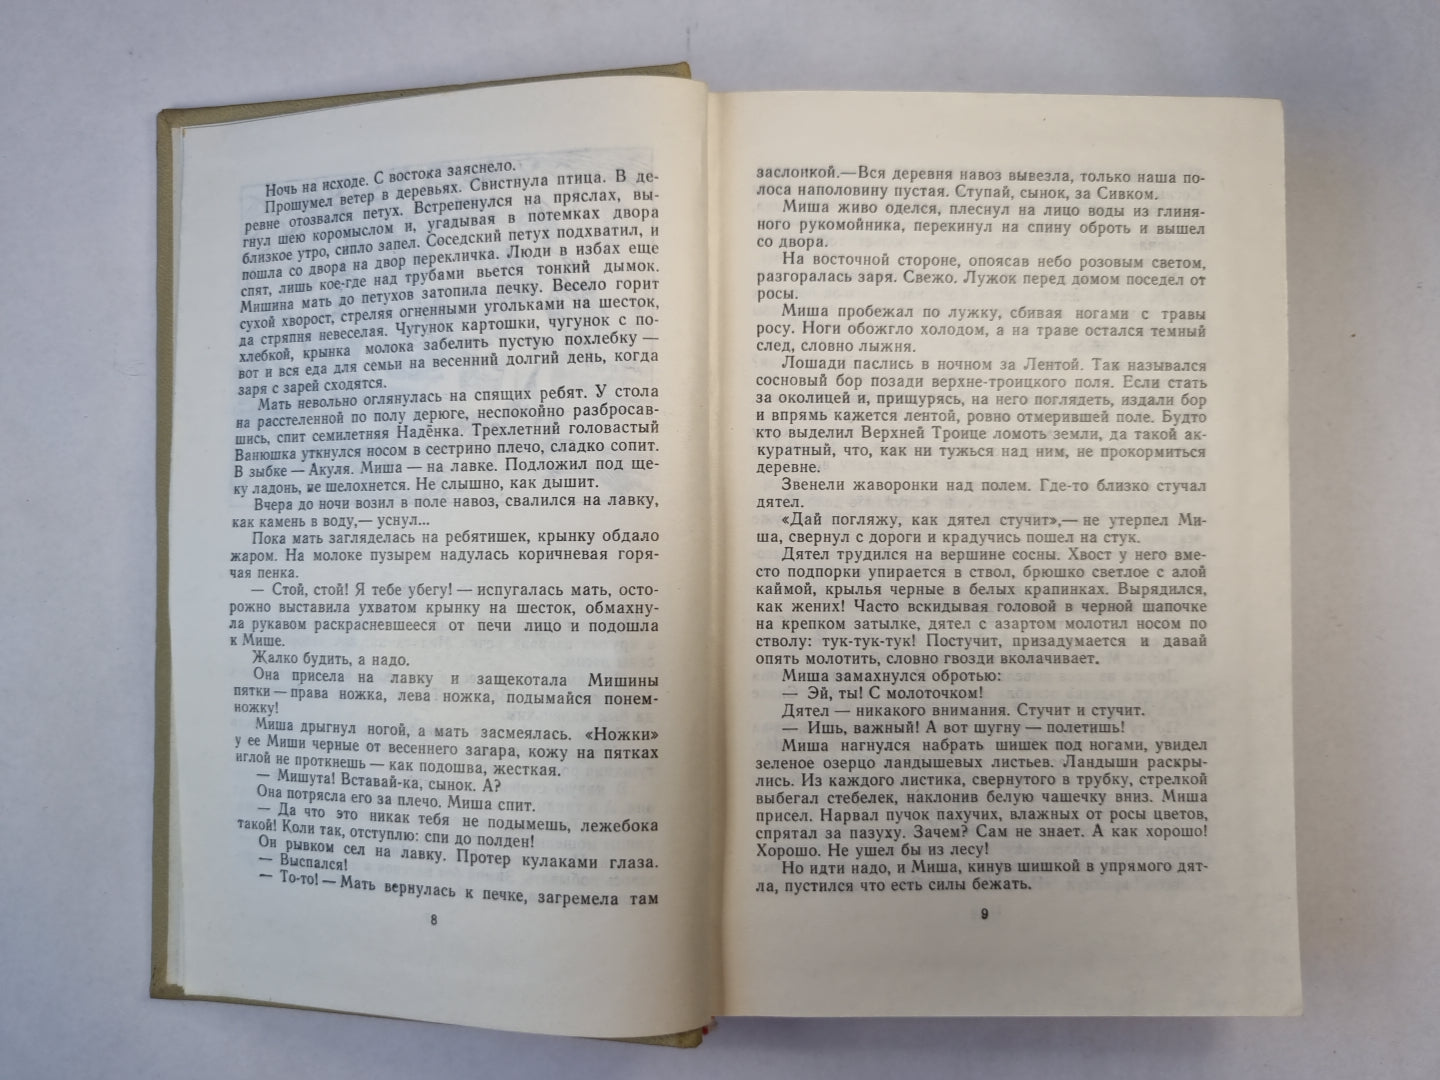 Ночь на исходе. С востока заяснело.
Прошумел ветер в деревьях. Свистнула птица. В де-
ревне отозвался петух. Встрепенулся на пряслах, вы-
гнул шею коромыслом и, угадывая в потемках двора
близкое утро, сипло запел. Соседский петух подхватил, и
пошла со двора на двор перекличка. Люди в избах еще
спят, лишь кое-где над трубами вьется тонкий дымок.
Мишина мать до петухов затопила печку. Весело горит
сухой хворост, стреляя огненными угольками на шесток,
да стряпня невеселая. Чугунок картошки, чугунок с по-
хлебкой, крынка молока забелить пустую похлебку —
вот и вся еда для семьи на весенний долгий день, когда
заря с зарей сходятся.
Мать невольно оглянулась на спящих ребят. У стола
на расстеленной по полу дерюге, неспокойно разбросав-
шись, спит семилетняя Надёнка. Трехлетний головастый
Ванюшка уткнулся носом в сестрино плечо, сладко сопит.
В зыбке — Акуля. Миша — на лавке. Подложил под ще-
ку ладонь, не шелохнется. Не слышно, как дышит.
Вчера до ночи возил в поле навоз, свалился на лавку,
как камень в воду,— уснул...
Пока мать загляделась на ребятишек, крынку обдало
жаром. На молоке пузырем надулась коричневая горя-
чая пенка.
— Стой, стой! Я тебе убегу! — испугалась мать, осто-
рожно выставила ухватом крынку на шесток, обмахну-
ла рукавом раскрасневшееся от печи лицо и подошла
к Мише.
Жалко будить, а надо.
Она присела на лавку и защекотала Мишины
пятки — права ножка, лева ножка, подымайся понем-
ножку!
Миша дрыгнул ногой, а мать засмеялась. «Ножки»
у ее Миши черные от весеннего загара, кожу на пятках
иглой не проткнешь — как подошва, жесткая.
— Мишута! Вставай-ка, сынок. А?
Она потрясла его за плечо. Миша спит.
— Да что это никак тебя не подымешь, лежебока
такой! Коли так, отступлю: спи до полден!
Он рывком сел на лавку. Протер кулаками глаза.
— Выспался!
— То-то! — Мать вернулась к печке, загремела там
8
заслонкой.— Вся деревня навоз вывезла, только наша по-
лоса наполовину пустая. Ступай, сынок, за Сивком.
Миша живо оделся, плеснул на лицо воды из глиня-
ного рукомойника, перекинул на спину оброть и вышел
со двора.
На восточной стороне, опоясав небо розовым светом,
разгоралась заря. Свежо. Лужок перед домом поседел от
росы.
Миша пробежал по лужку, сбивая ногами с травы
росу. Ноги обожгло холодом, а на траве остался темный
след, словно лыжня.
Лошади паслись в ночном за Лентой. Так назывался
сосновый бор позади верхне-троицкого поля. Если стать
за околицей и, прищурясь, на него поглядеть, издали бор
и впрямь кажется лентой, ровно отмерившей поле. Будто
кто выделил Верхней Троице ломоть земли, да такой ак-
куратный, что, как ни тужься над ним, не прокормиться
деревне.
Звенели жаворонки над полем. Где-то близко стучал
дятел.
«Дай погляжу, как дятел стучит»,— не утерпел Ми-
ша, свернул с дороги и крадучись пошел на стук.
Дятел трудился на вершине сосны. Хвост у него вме-
сто подпорки упирается в ствол, брюшко светлое с алой
каймой, крылья черные в белых крапинках. Вырядился,
как жених! Часто вскидывая головой в черной шапочке
на крепком затылке, дятел с азартом молотил носом по
стволу: тук-тук-тук! Постучит, призадумается и давай
опять молотить, словно гвозди вколачивает.
Миша замахнулся обротью:
— Эй, ты! С молоточком!
Дятел — никакого внимания. Стучит и стучит.
— Ишь, важный! А вот шугну — полетишь!
Миша нагнулся набрать шишек под ногами, увидел
зеленое озерцо ландышевых листьев. Ландыши раскры-
лись. Из каждого листика, свернутого в трубку, стрелкой
выбегал стебелек, наклонив белую чашечку вниз. Миша
присел. Нарвал пучок пахучих, влажных от росы цветов,
спрятал за пазуху. Зачем? Сам не знает. А как хорошо!
Хорошо. Не ушел бы из лесу!
Но идти надо, и Миша, кинув шишкой в упрямого дят-
ла, пустился что есть силы бежать.
9